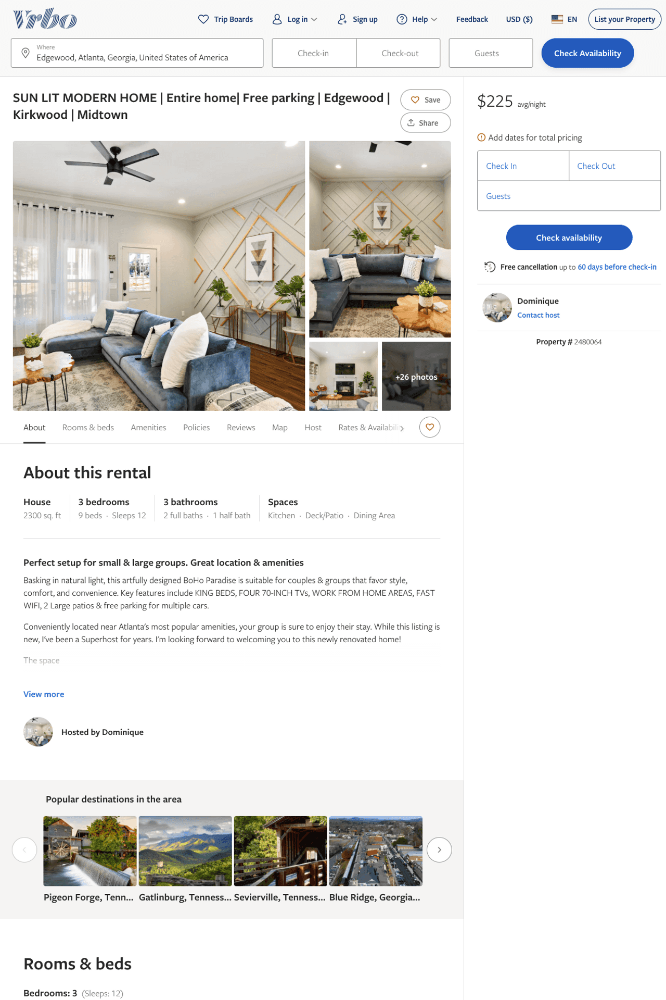 Vrbo
Trip Boards
Log in
Sign up
Help
Feedback
USD ($)
EN
List your Property
Where
Edgewood, Atlanta, Georgia, United States of America
Check-in
Check-out
Guests
Check Availability
SUN LIT MODERN HOME | Entire home| Free parking | Edgewood |
Kirkwood | Midtown
Save
Share
+26 photos
$225 avg/night
Add dates for total pricing
Check In
Check Out
Guests
Check availability
Free cancellation up to 60 days before check-in
Dominique
Contact host
Property # 2480064
About
Rooms & beds
Amenities
Policies
Reviews
Map
Host
Rates & Availabili
About this rental
House
2300 sq. ft
3 bedrooms
9 beds · Sleeps 12
3 bathrooms
2 full baths · 1 half bath
Spaces
Kitchen · Deck/Patio · Dining Area
Perfect setup for small & large groups. Great location & amenities
Basking in natural light, this artfully designed BoHo Paradise is suitable for couples & groups that favor style,
comfort, and convenience. Key features include KING BEDS, FOUR 70-INCH TVs, WORK FROM HOME AREAS, FAST
WIFI, 2 Large patios & free parking for multiple cars.
Conveniently located near Atlanta's most popular amenities, your group is sure to enjoy their stay. While this listing is
new, I've been a Superhost for years. I'm looking forward to welcoming you to this newly renovated home!
The space
View more
Hosted by Dominique
Popular destinations in the area
Pigeon Forge, Tenn...
Gatlinburg, Tenness...
Sevierville, Tenness...
Blue Ridge, Georgia...
Rooms & beds
Bedrooms: 3 (Sleeps: 12)